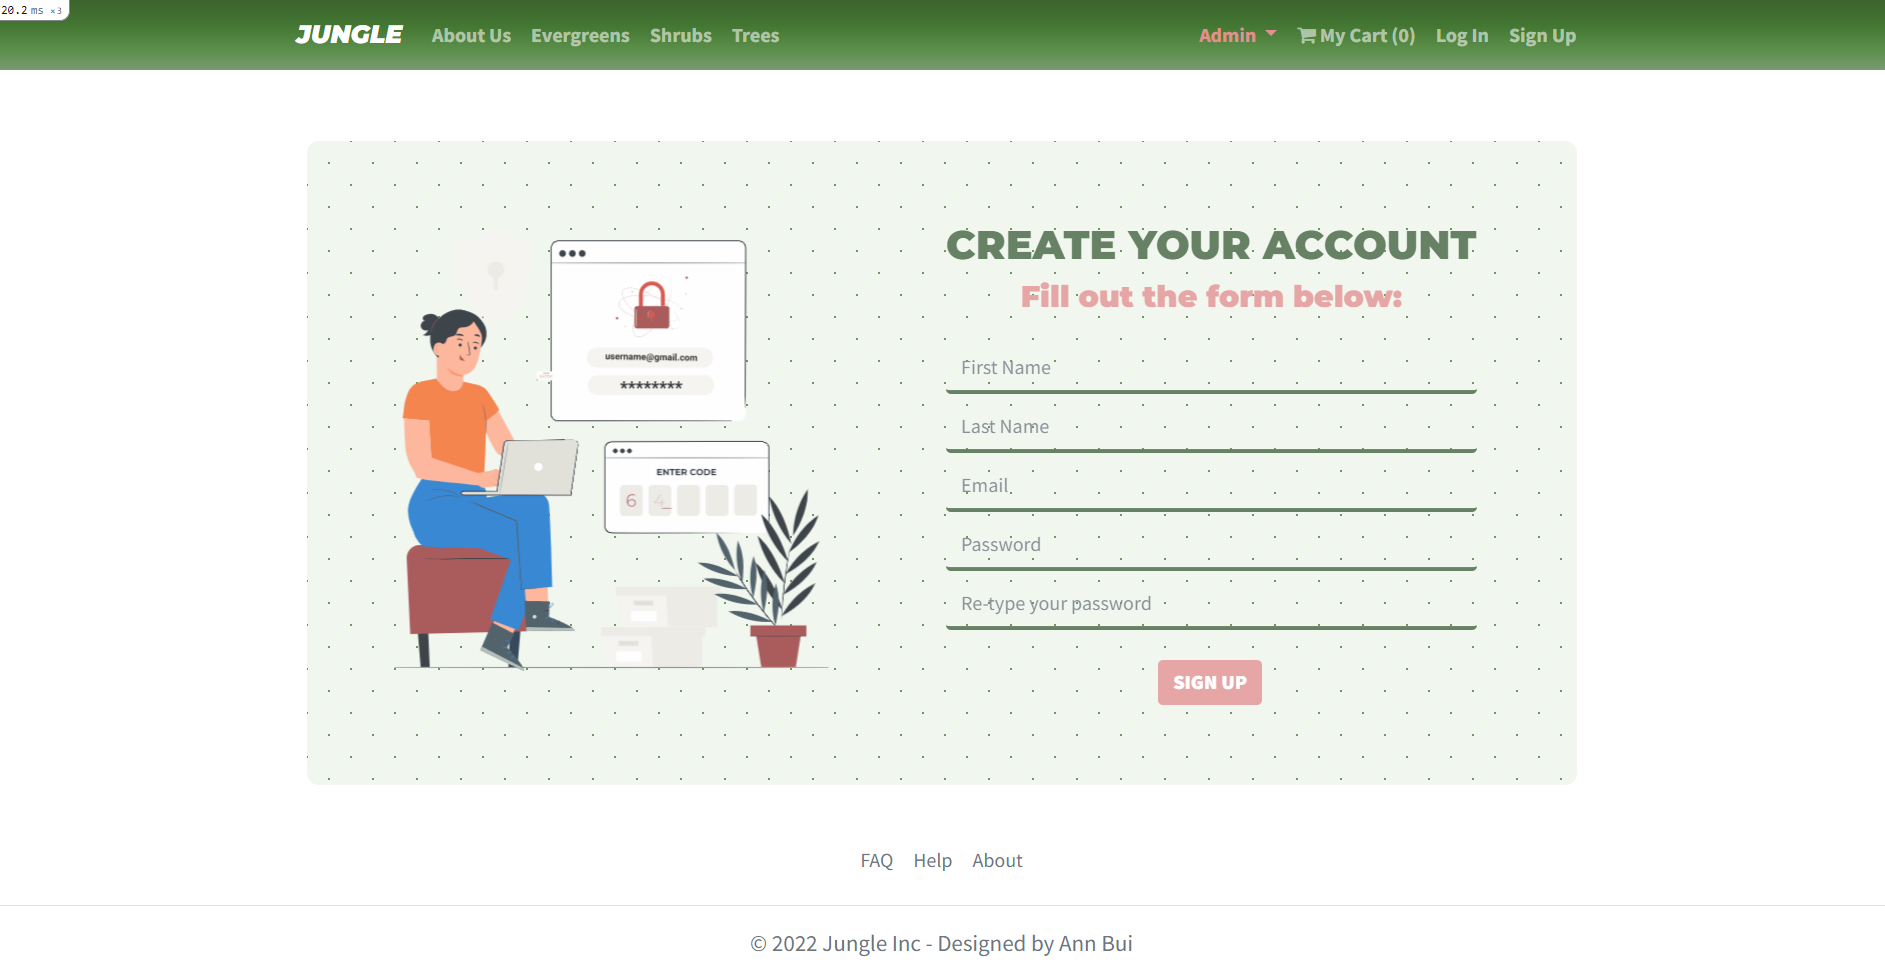 20.2 ms ×3
JUNGLE About Us Evergreens Shrubs Trees Admin My Cart (0) Log In Sign Up
CREATE YOUR ACCOUNT
Fill out the form below:
username@gmail.com
********
ENTER CODE
6 4_
First Name
Last Name
Email
Password
Re-type your password
SIGN UP
FAQ Help About
© 2022 Jungle Inc - Designed by Ann Bui